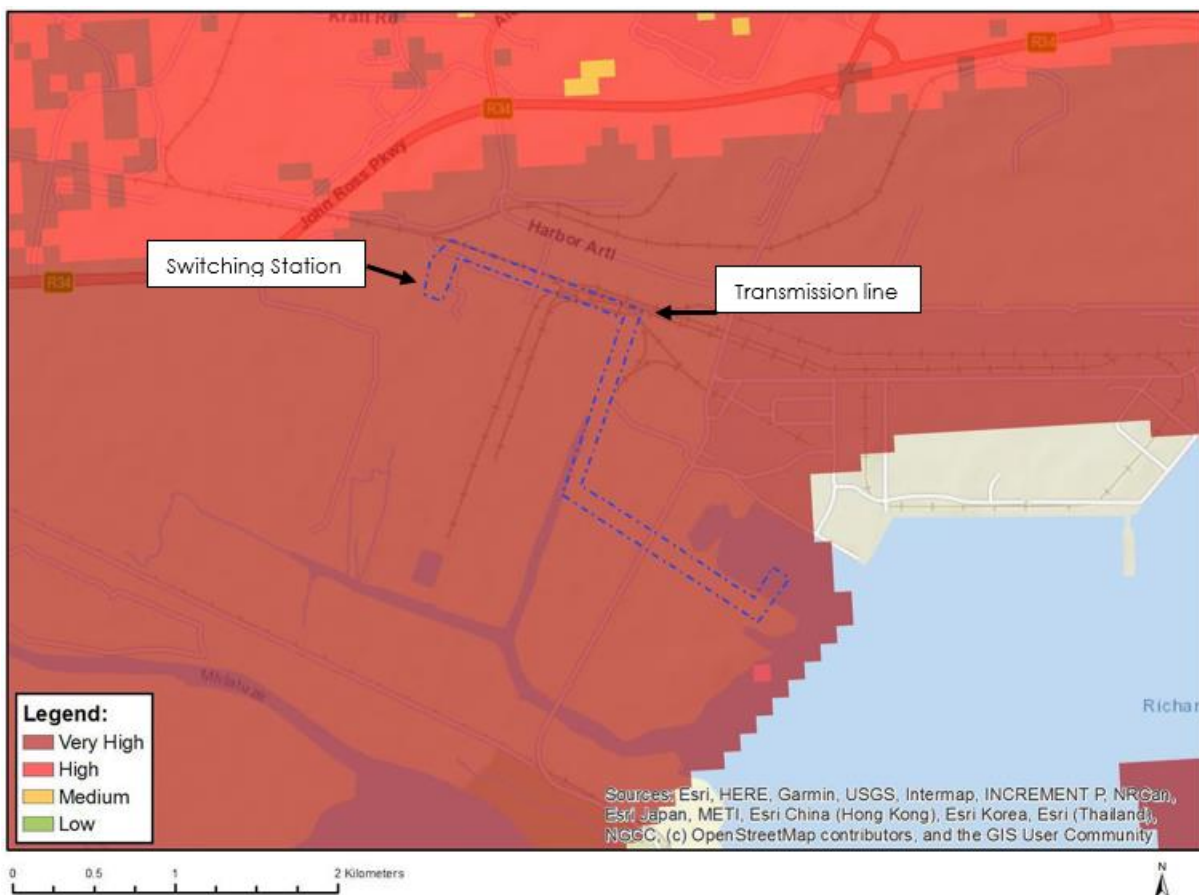 Kraft Rd
R34
R34
John Ross Pkwy
Harbor Arti
Switching Station
R34
Transmission line
Mhlatuze
Richar
Legend:
Very High
High
Medium
Low
Sources: Esri, HERE, Garmin, USGS, Intermap, INCREMENT P, NRCan,
Esri Japan, METI, Esri China (Hong Kong), Esri Korea, Esri (Thailand),
NGCC, (c) OpenStreetMap contributors, and the GIS User Community
0 0.5 1 2 Kilometers
N